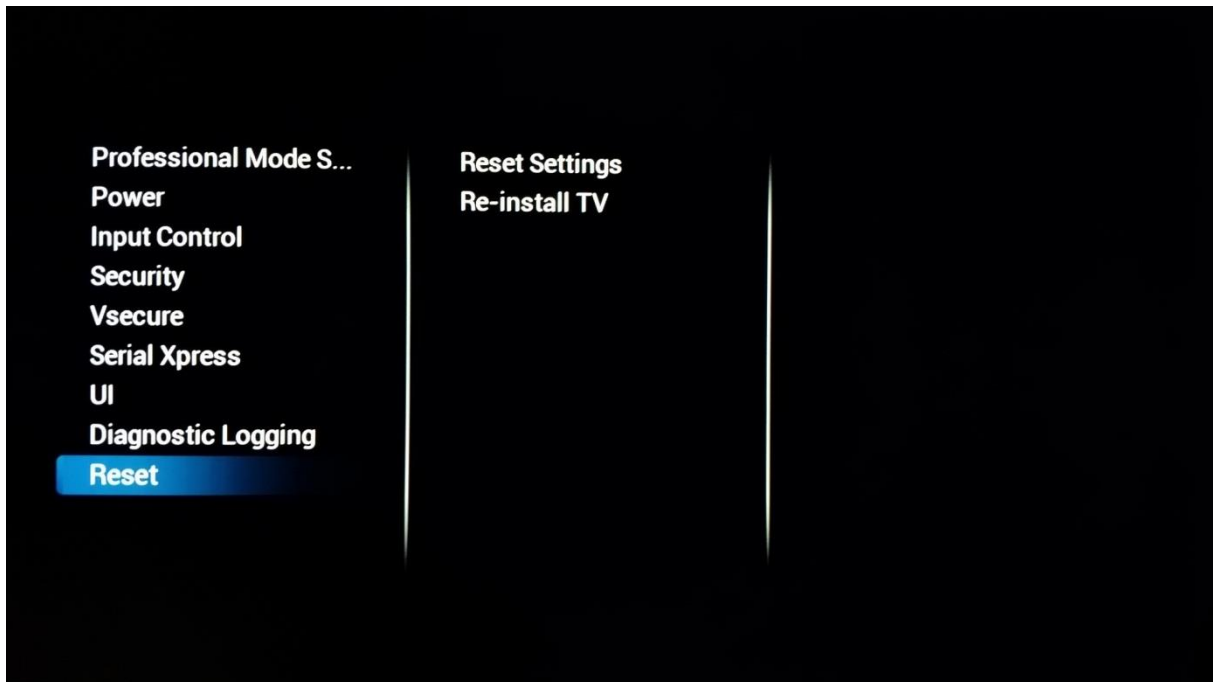 Professional Mode S...
Power
Input Control
Security
Vsecure
Serial Xpress
UI
Diagnostic Logging
Reset
Reset Settings
Re-install TV